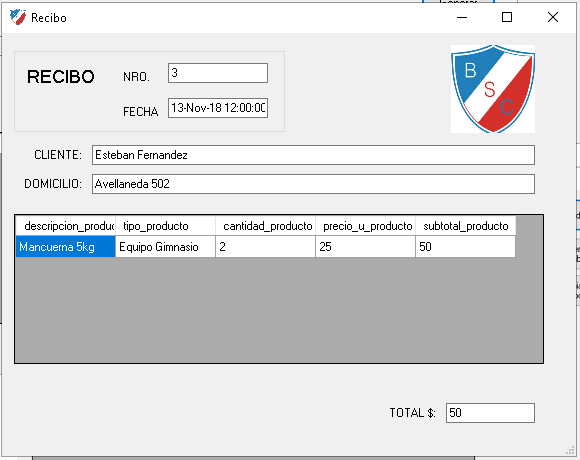 Recibo
RECIBO NRO. 3
FECHA 13-Nov-18 12:00:00
B
S
C
CLIENTE: Esteban Fernandez
DOMICILIO: Avellaneda 502
descripcion_produc tipo_producto cantidad_producto precio_u_producto subtotal_producto
Mancuerna 5kg Equipo Gimnasio 2 25 50
TOTAL $: 50